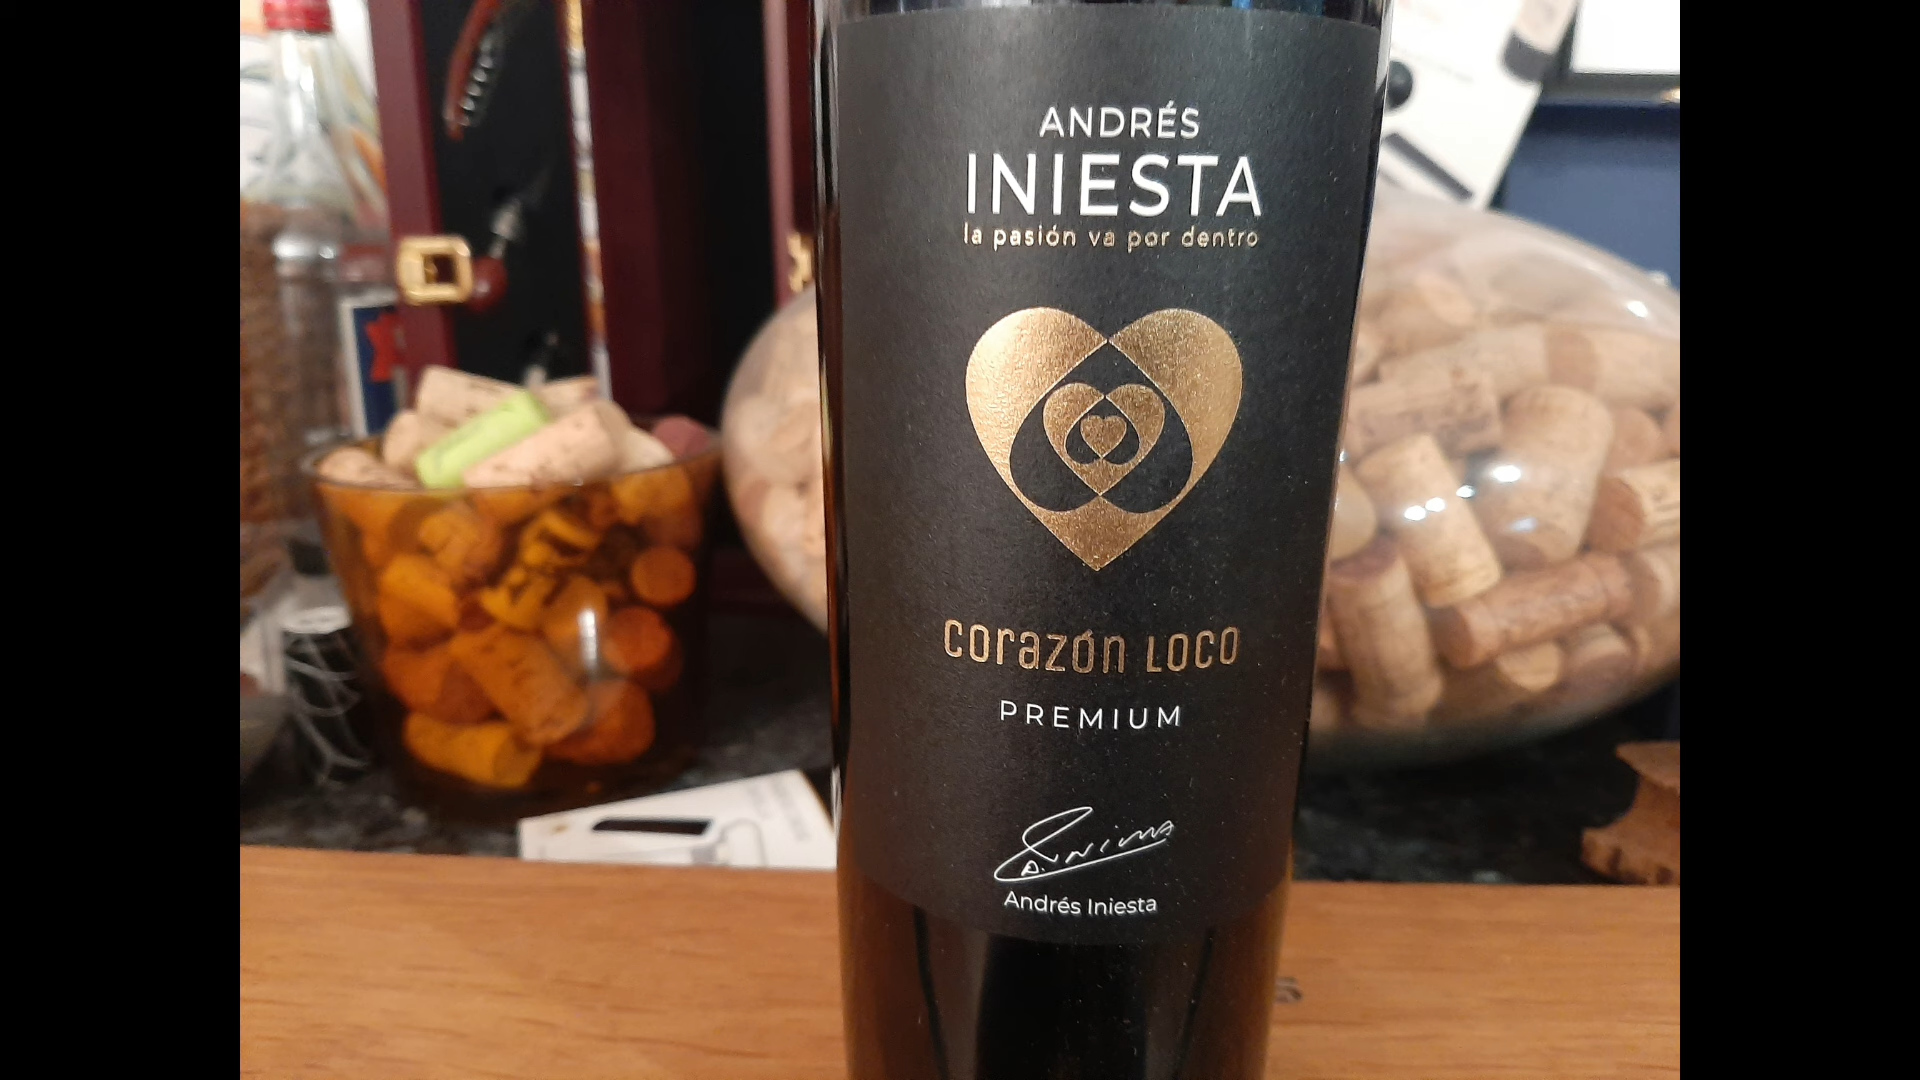 ANDRÉS
INIESTA
la pasión va por dentro
corazón Loco
PREMIUM
Andrés Iniesta